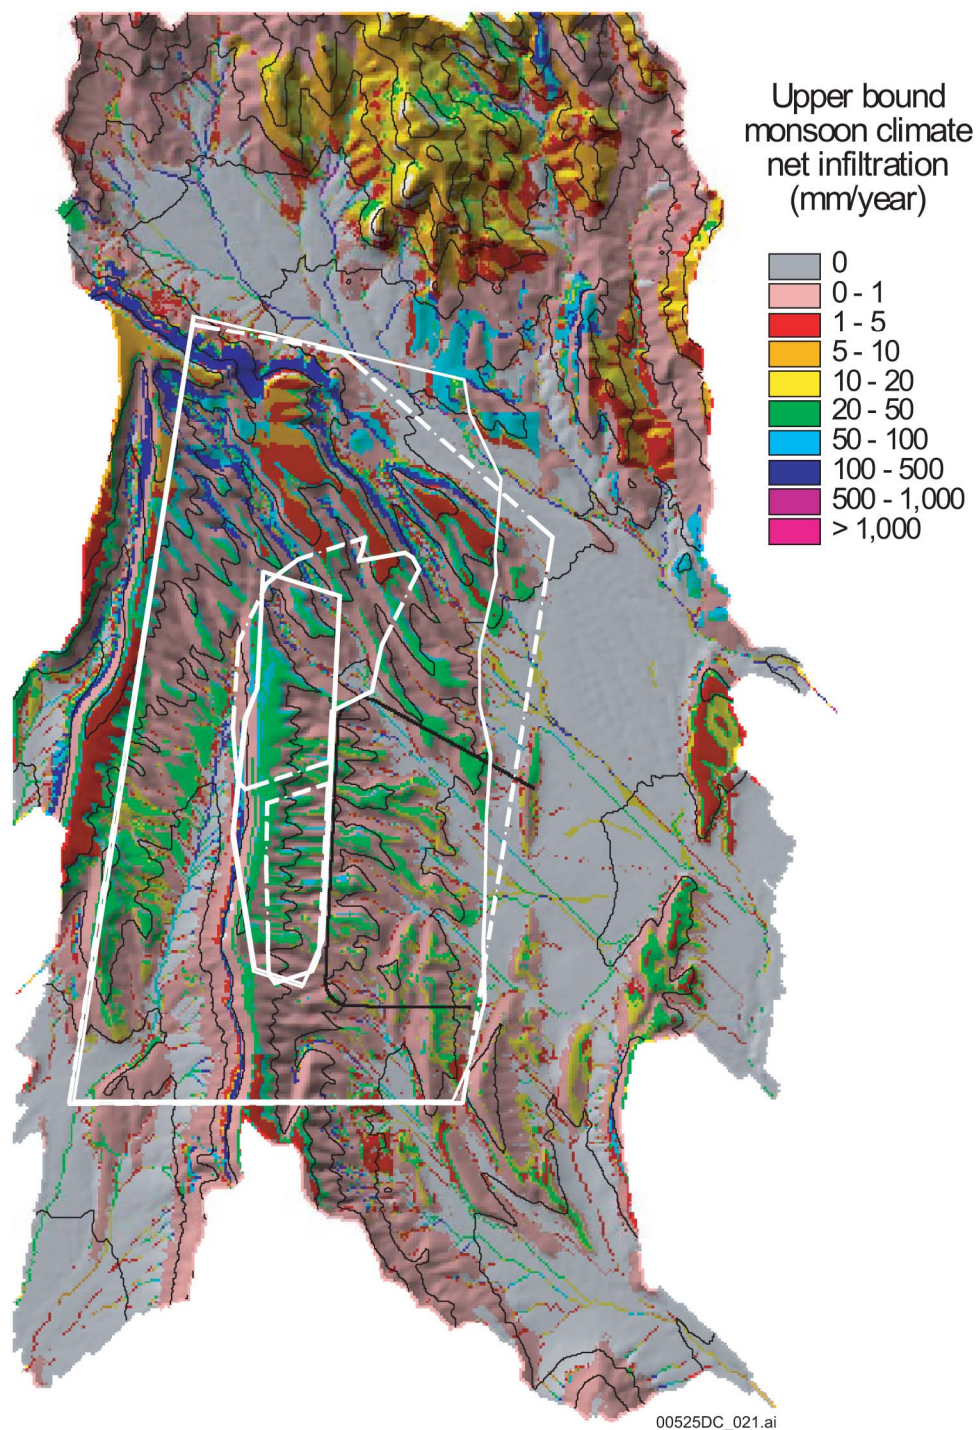 Upper bound
monsoon climate
net infiltration
(mm/year)
0
0 - 1
1 - 5
5 - 10
10 - 20
20 - 50
50 - 100
100 - 500
500 - 1,000
> 1,000
00525DC_021.ai